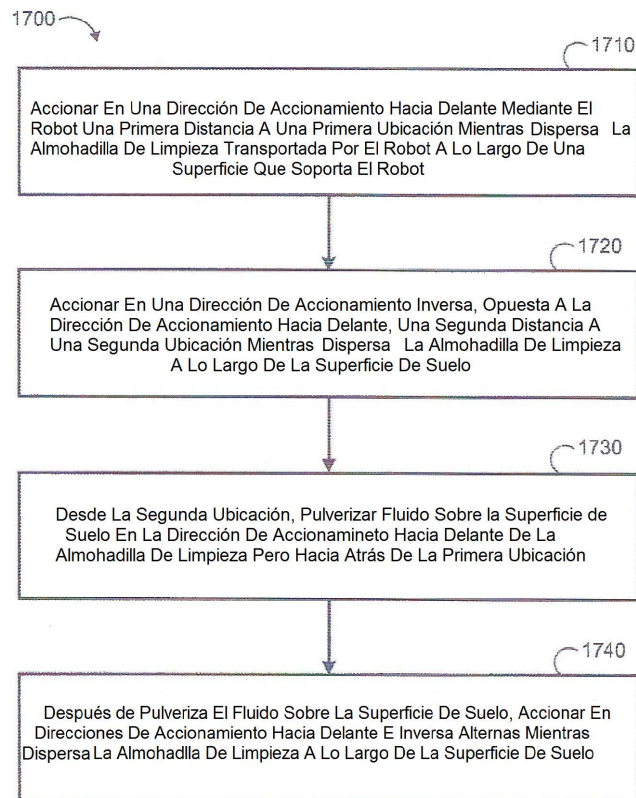 1700
1710
Accionar En Una Dirección De Accionamiento Hacia Delante Mediante El
Robot Una Primera Distancia A Una Primera Ubicación Mientras Dispersa La
Almohadilla De Limpieza Transportada Por El Robot A Lo Largo De Una
Superficie Que Soporta El Robot
1720
Accionar En Una Dirección De Accionamiento Inversa, Opuesta A La
Dirección De Accionamiento Hacia Delante, Una Segunda Distancia A
Una Segunda Ubicación Mientras Dispersa La Almohadilla De Limpieza
A Lo Largo De La Superficie De Suelo
1730
Desde La Segunda Ubicación, Pulverizar Fluido Sobre la Superficie de
Suelo En La Dirección De Accionamineto Hacia Delante De La
Almohadilla De Limpieza Pero Hacia Atrás De La Primera Ubicación
1740
Después de Pulveriza El Fluido Sobre La Superficie De Suelo, Accionar En
Direcciones De Accionamiento Hacia Delante E Inversa Alternas Mientras
Dispersa La Almohadlla De Limpieza A Lo Largo De La Superficie De Suelo